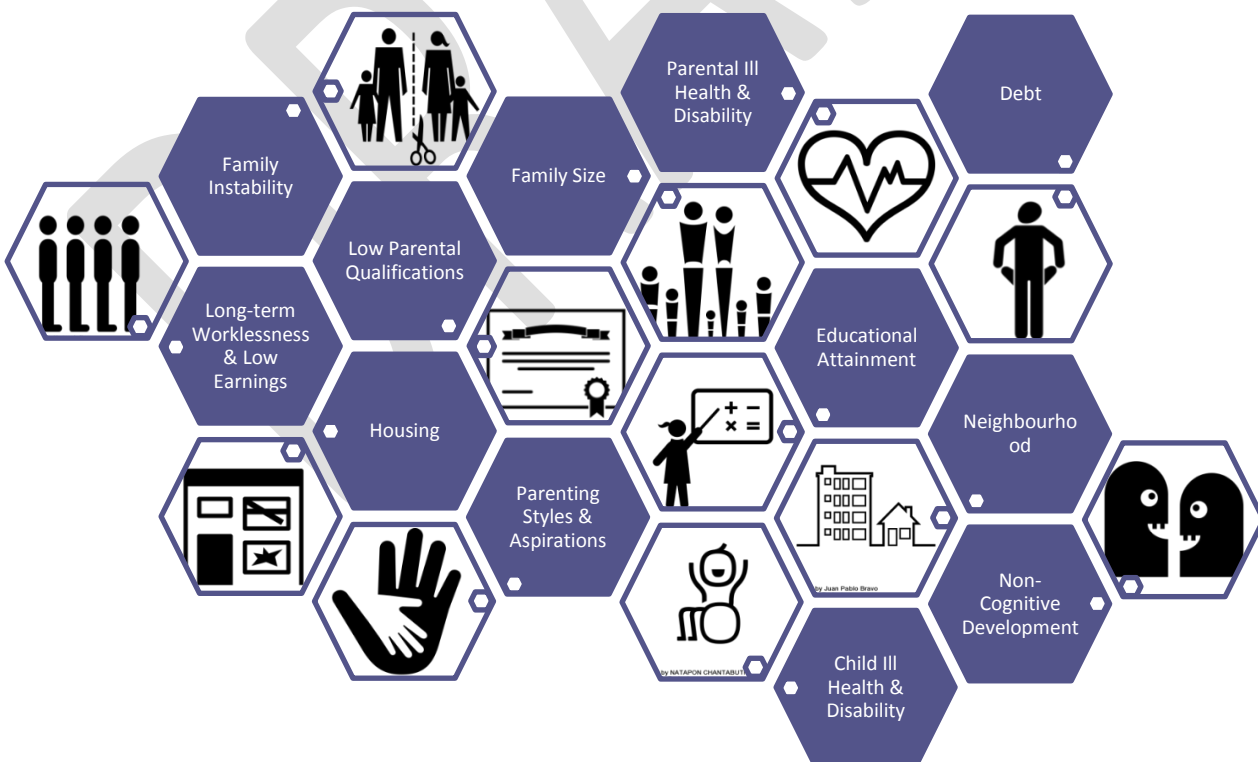 Parental Ill
Health &
Disability
Debt
Family
Instability
Family Size
Low Parental
Qualifications
Long-term
Worklessness
& Low
Earnings
Educational
Attainment
Housing
Neighbourho
od
Parenting
Styles &
Aspirations
by Juan Pablo Bravo
Non-
Cognitive
Development
by NATAPON CHANTABUT
Child Ill
Health &
Disability